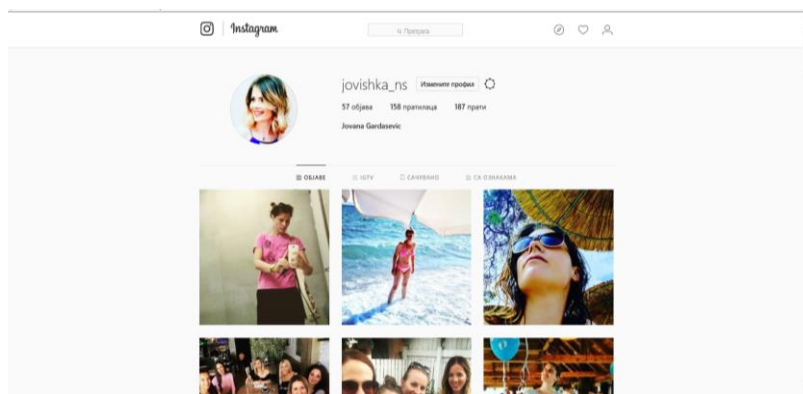 Instagram
Претрага
jovishka_ns Измените профил
57 објава 158 пратилаца 187 прати
Jovana Gardasevic
ОБЈАВЕ IGTV САЧУВАНО СА ОЗНАКАМА